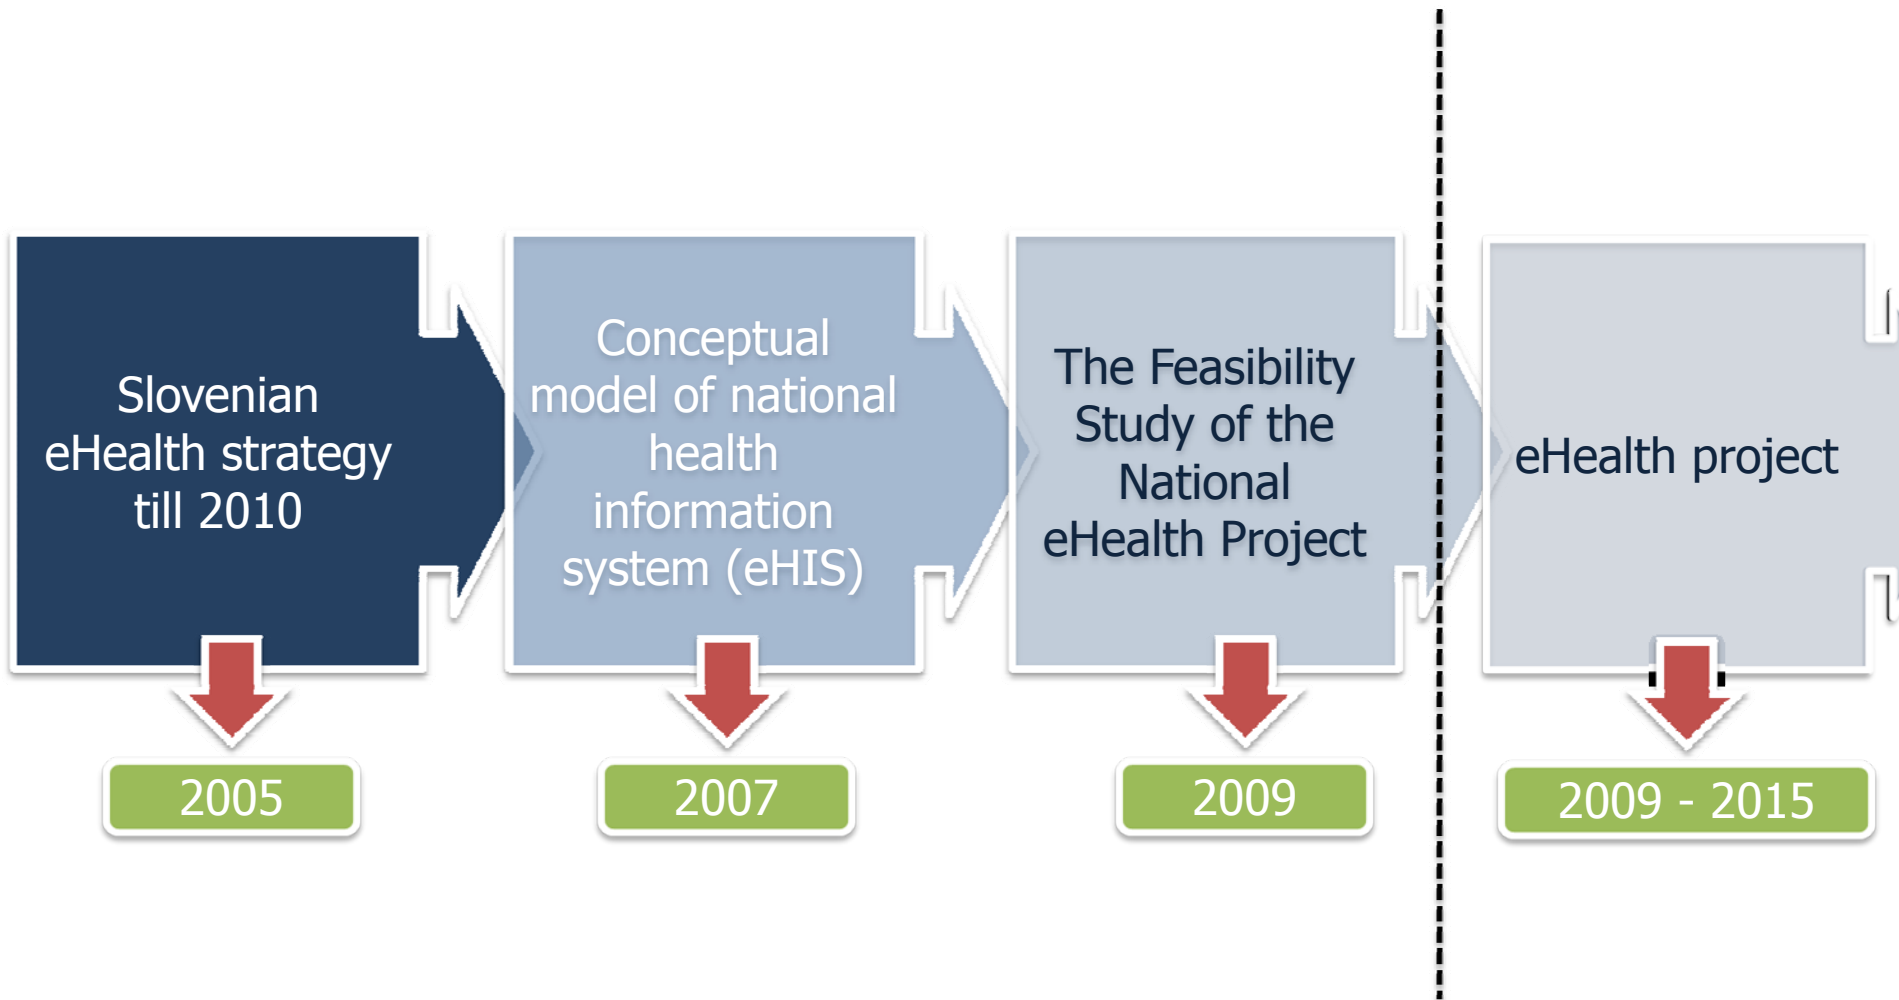 Slovenian
eHealth strategy
till 2010
Conceptual
model of national
health
information
system (eHIS)
The Feasibility
Study of the
National
eHealth Project
eHealth project
2005
2007
2009
2009 - 2015